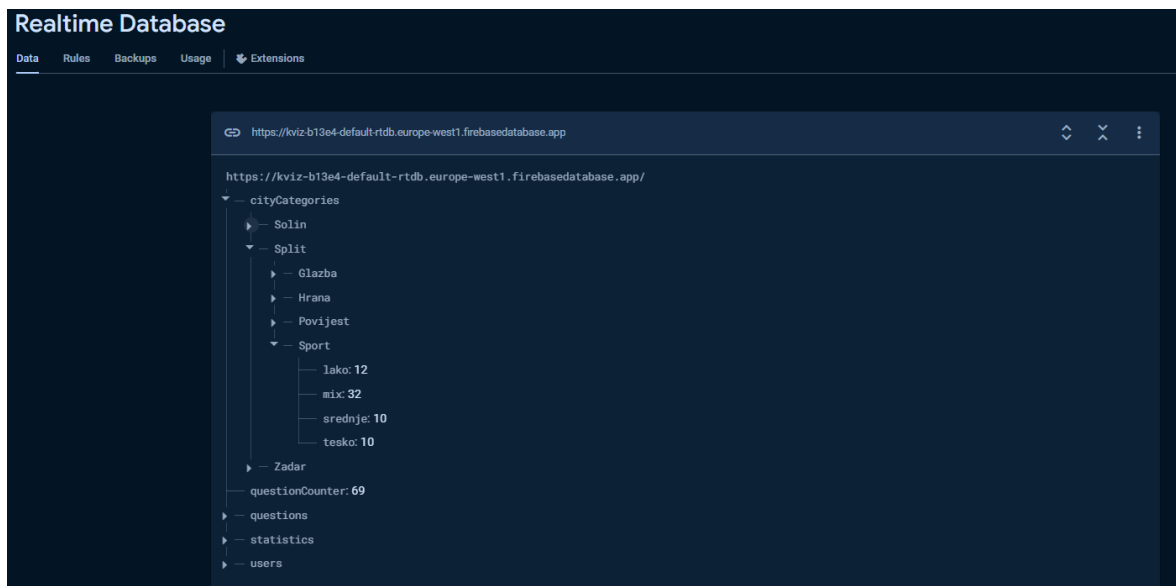 Realtime Database
Data Rules Backups Usage Extensions
https://kviz-b13e4-default-rtdb.europe-west1.firebasedatabase.app
https://kviz-b13e4-default-rtdb.europe-west1.firebasedatabase.app/
cityCategories
Solin
Split
Glazba
Hrana
Povijest
Sport
lako: 12
mix: 32
srednje: 10
tesko: 10
Zadar
questionCounter: 69
questions
statistics
users